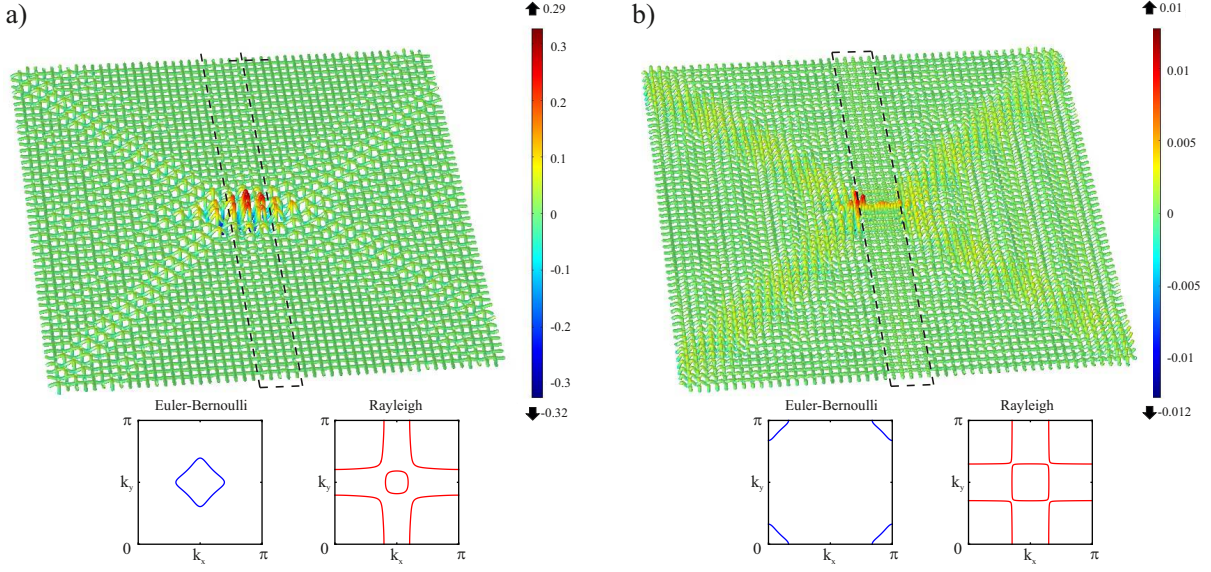 a)
0.29
0.3
0.2
0.1
0
-0.1
-0.2
-0.3
-0.32
Euler-Bernoulli
π
k_y
0
k_x
π
Rayleigh
π
k_y
0
k_x
π
b)
0.01
0.01
0.005
0
-0.005
-0.01
-0.012
Euler-Bernoulli
π
k_y
0
k_x
π
Rayleigh
π
k_y
0
k_x
π